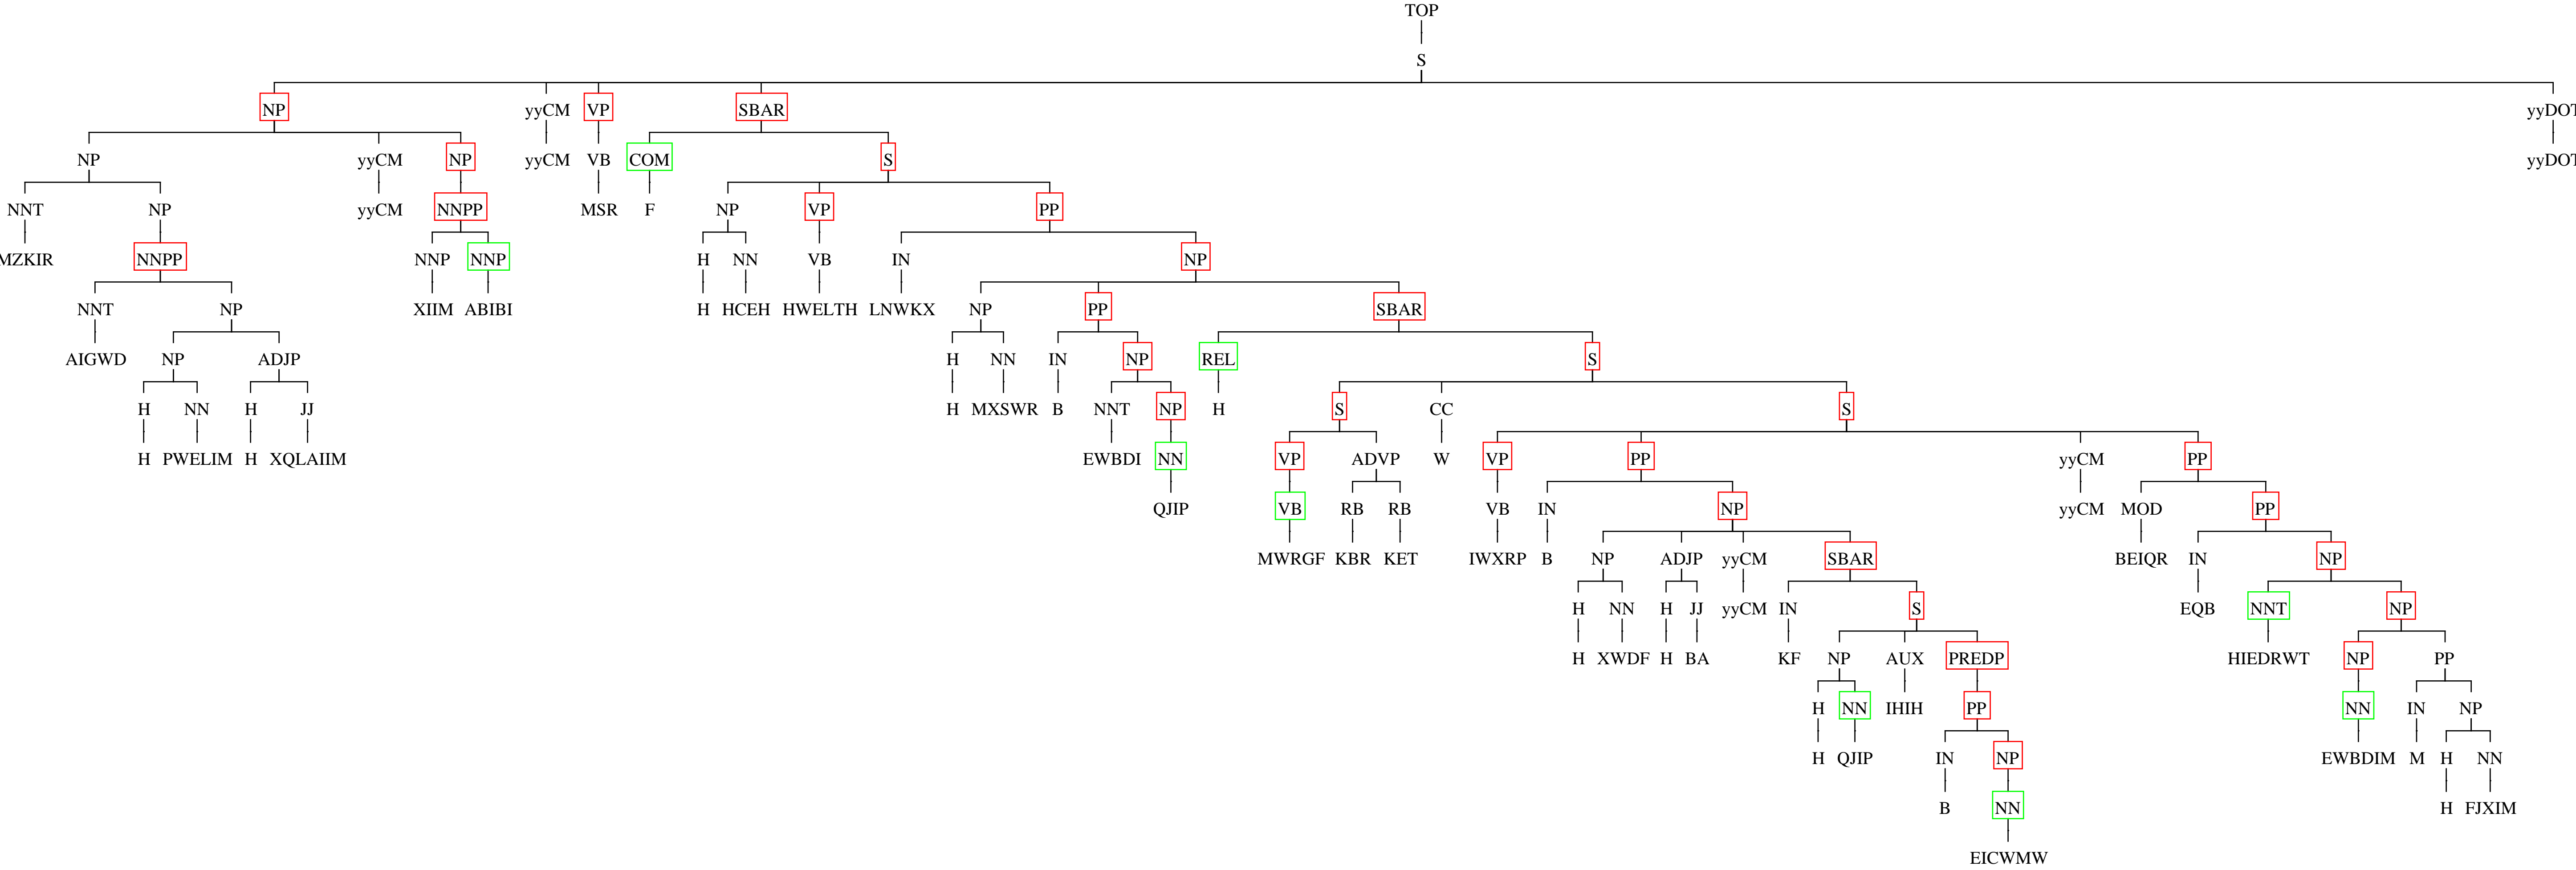 TOP
S
NP yyCM VP SBAR yyDOT
NP yyCM NP yyCM VB COM S yyDOT
NNT NP yyCM NNPP MSR F NP VP PP
MZKIR NNPP NNP NNP H NN VB IN NP
NNT NP XIIM ABIBI H HCEH HWELTH LNWKX NP PP SBAR
AIGWD NP ADJP H NN IN NP REL S
H NN H JJ H MXSWR B NNT NP H S CC S
H PWELIM H XQLAIIM EWBDI NN VP ADVP W VP PP yyCM PP
QJIP VB RB RB VB IN NP yyCM MOD PP
MWRGF KBR KET IWXRP B NP ADJP yyCM SBAR BEIQR IN NP
H NN H JJ yyCM IN S EQB NNT NP
H XWDF H BA KF NP AUX PREDP HIEDRWT NP PP
H NN IHIH PP NN IN NP
H QJIP IN NP EWBDIM M H NN
B NN H FJXIM
EICWMW